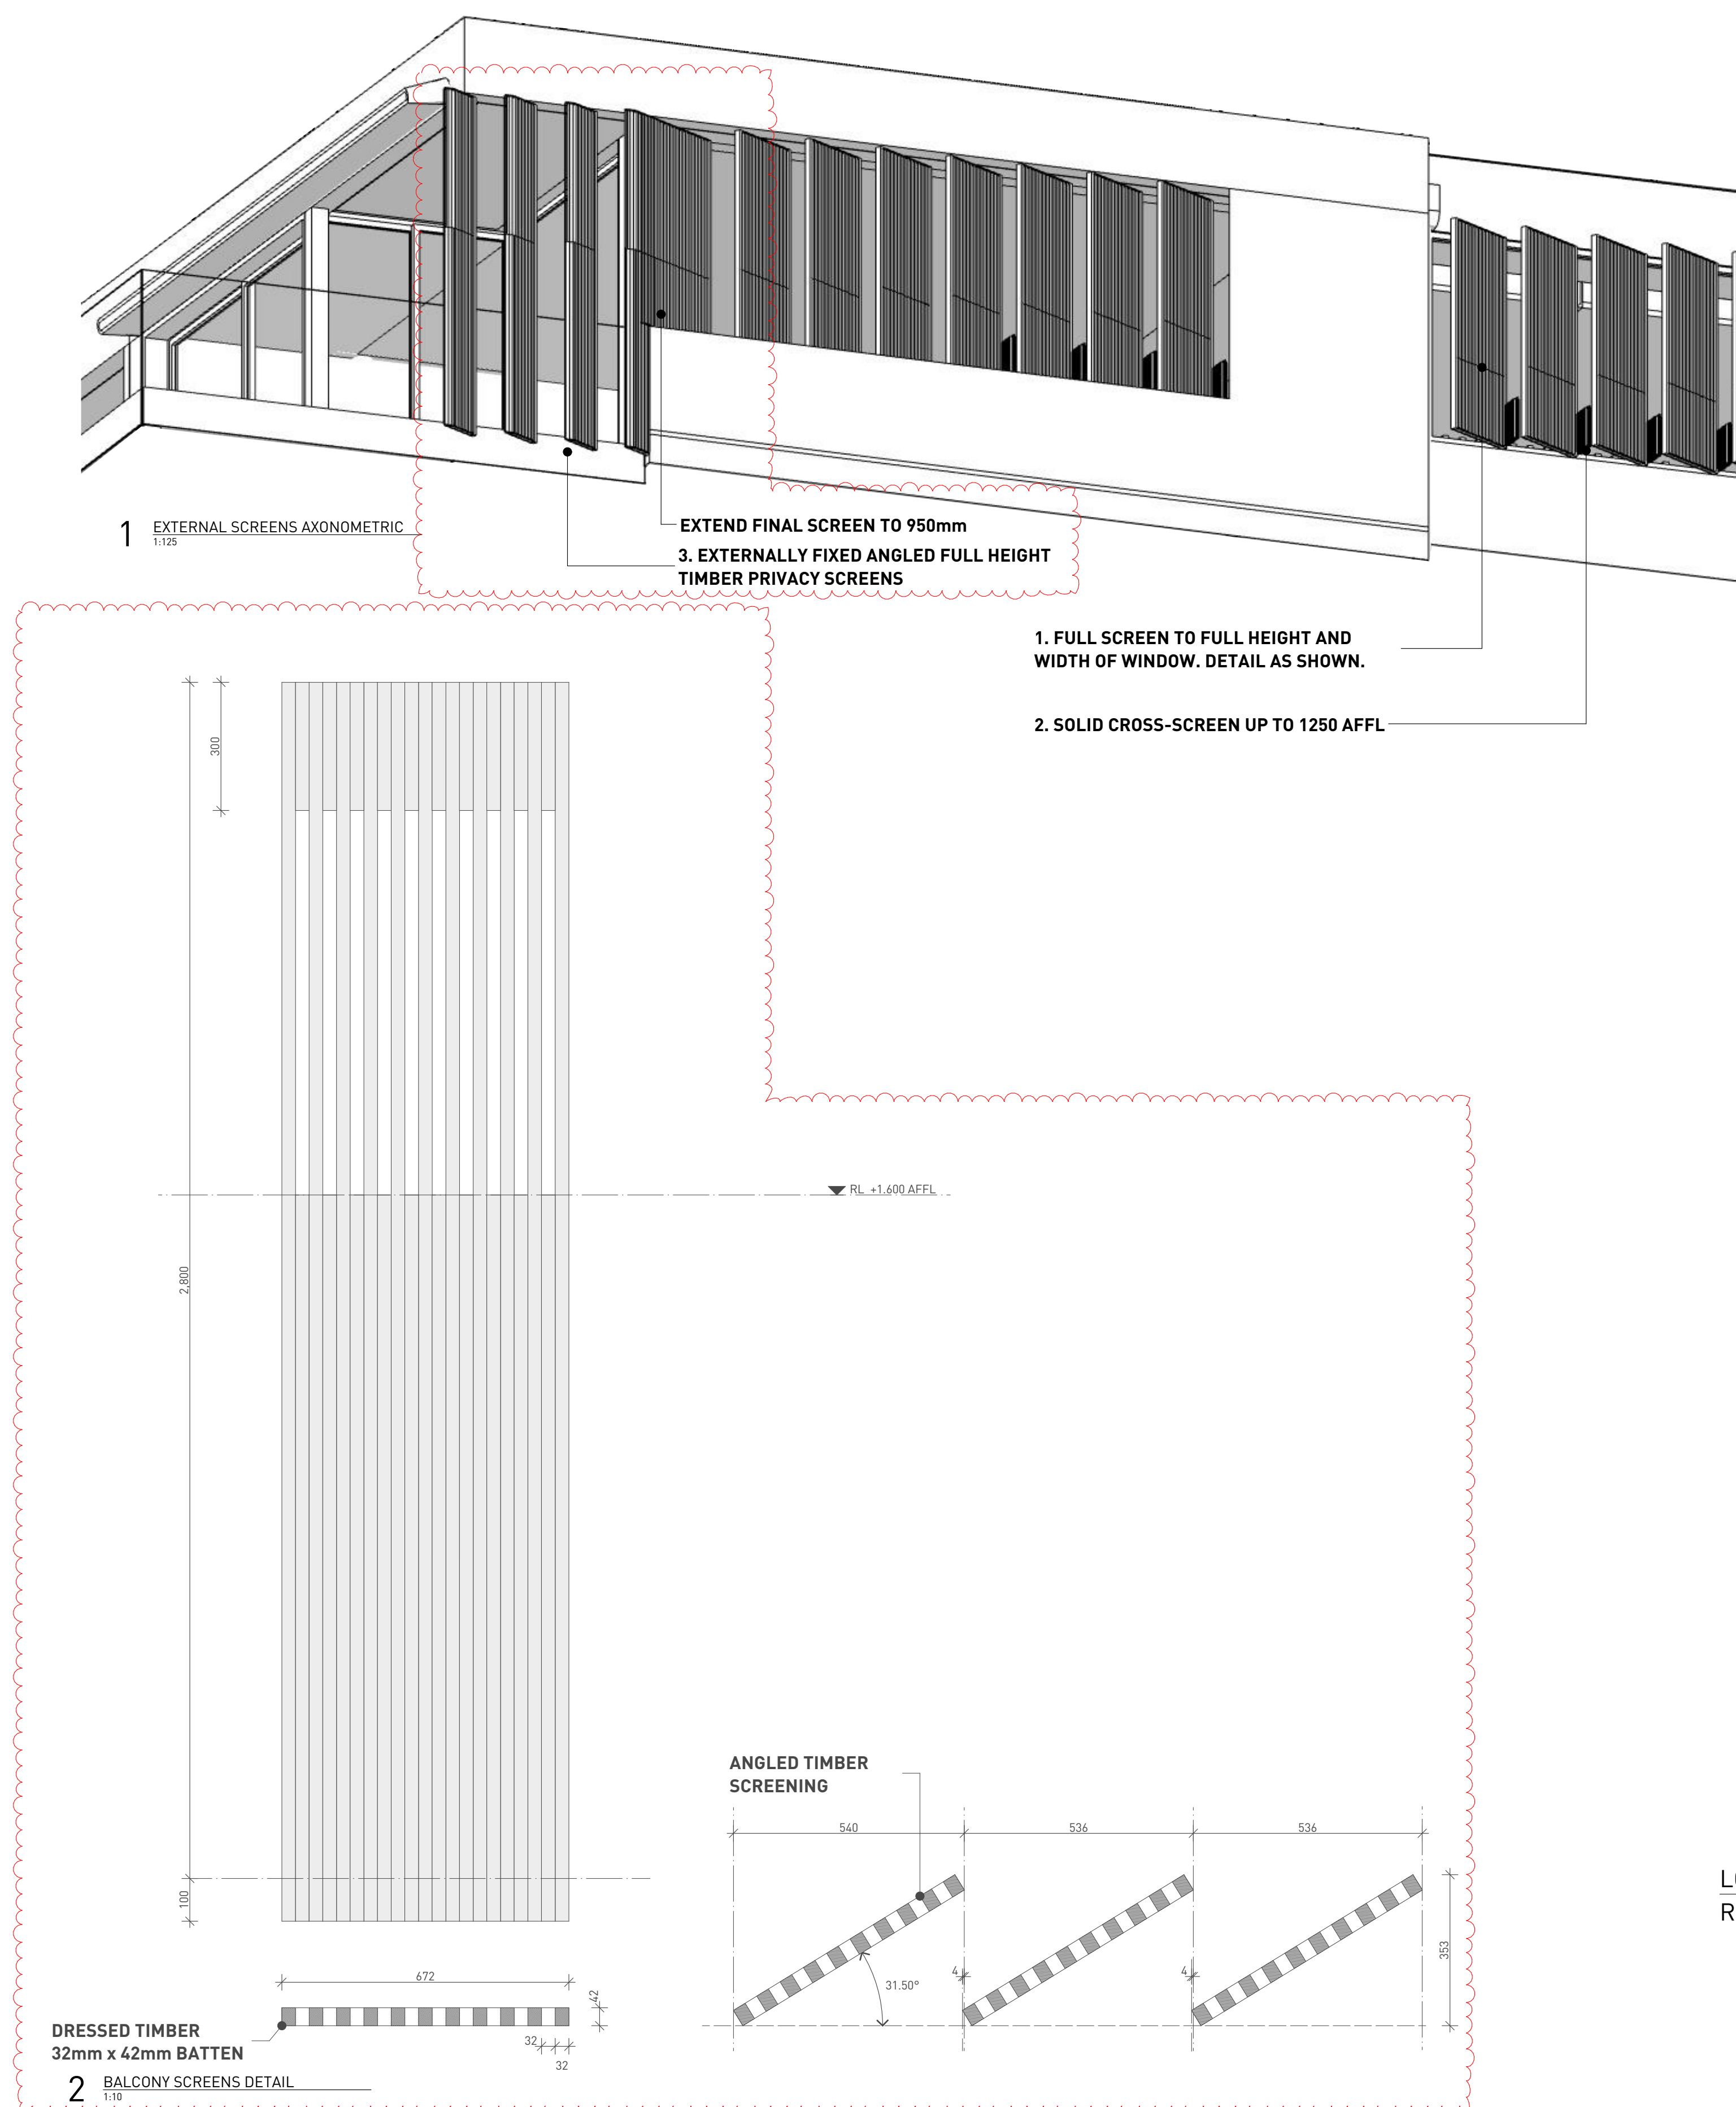 1 EXTERNAL SCREENS AXONOMETRIC
1:125
EXTEND FINAL SCREEN TO 950mm
3. EXTERNALLY FIXED ANGLED FULL HEIGHT
TIMBER PRIVACY SCREENS
1. FULL SCREEN TO FULL HEIGHT AND
WIDTH OF WINDOW. DETAIL AS SHOWN.
2. SOLID CROSS-SCREEN UP TO 1250 AFFL
300
RL +1.600 AFFL
2,800
100
ANGLED TIMBER
SCREENING
540
536
536
4
4
31.50°
353
672
42
32
32
DRESSED TIMBER
32mm x 42mm BATTEN
2 BALCONY SCREENS DETAIL
1:10